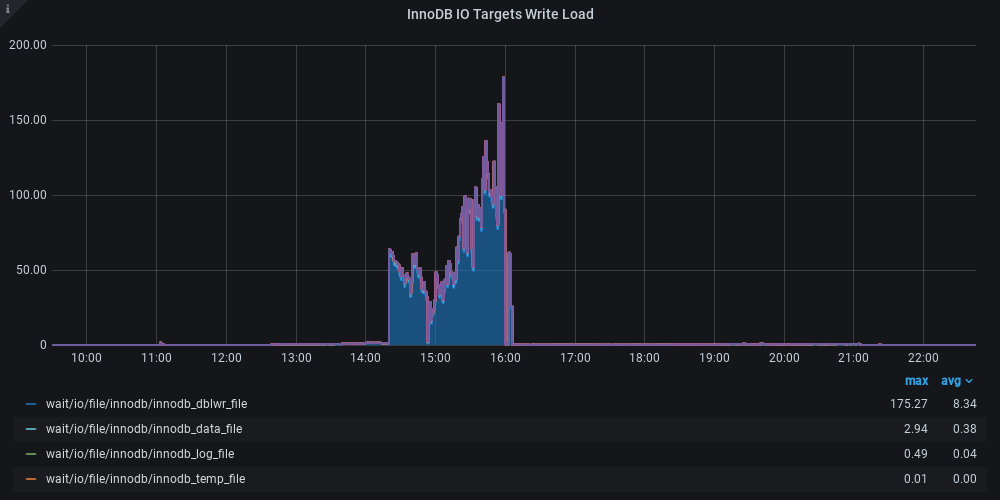 i
InnoDB IO Targets Write Load
200.00
150.00
100.00
50.00
0
10:00 11:00 12:00 13:00 14:00 15:00 16:00 17:00 18:00 19:00 20:00 21:00 22:00
max avg
wait/io/file/innodb/innodb_dblwr_file 175.27 8.34
wait/io/file/innodb/innodb_data_file 2.94 0.38
wait/io/file/innodb/innodb_log_file 0.49 0.04
wait/io/file/innodb/innodb_temp_file 0.01 0.00